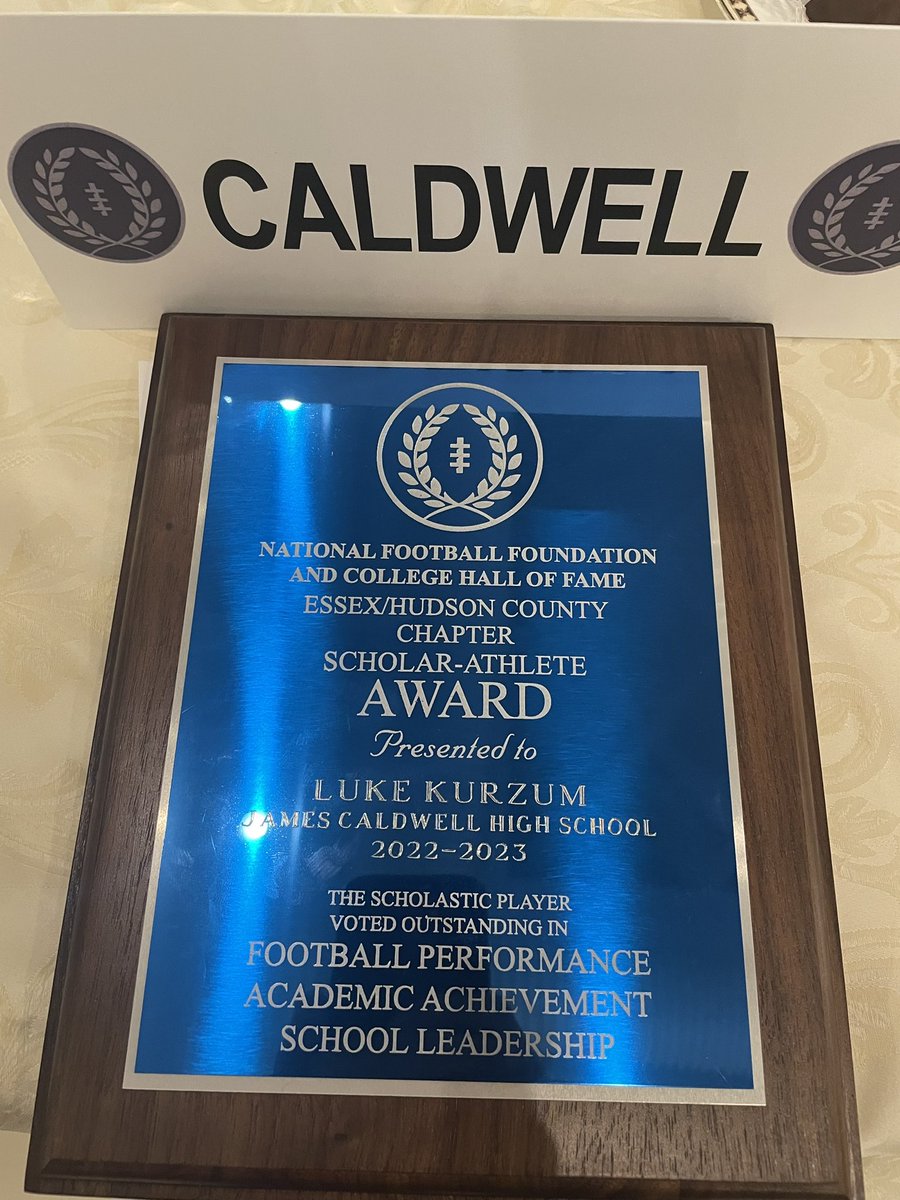 CALDWELL
NATIONAL FOOTBALL FOUNDATION
AND COLLEGE HALL OF FAME
ESSEX/HUDSON COUNTY
CHAPTER
SCHOLAR-ATHLETE
AWARD
Presented to
LUKE KURZUM
JAMES CALDWELL HIGH SCHOOL
2022-2023
THE SCHOLASTIC PLAYER
VOTED OUTSTANDING IN
FOOTBALL PERFORMANCE
ACADEMIC ACHIEVEMENT
SCHOOL LEADERSHIP